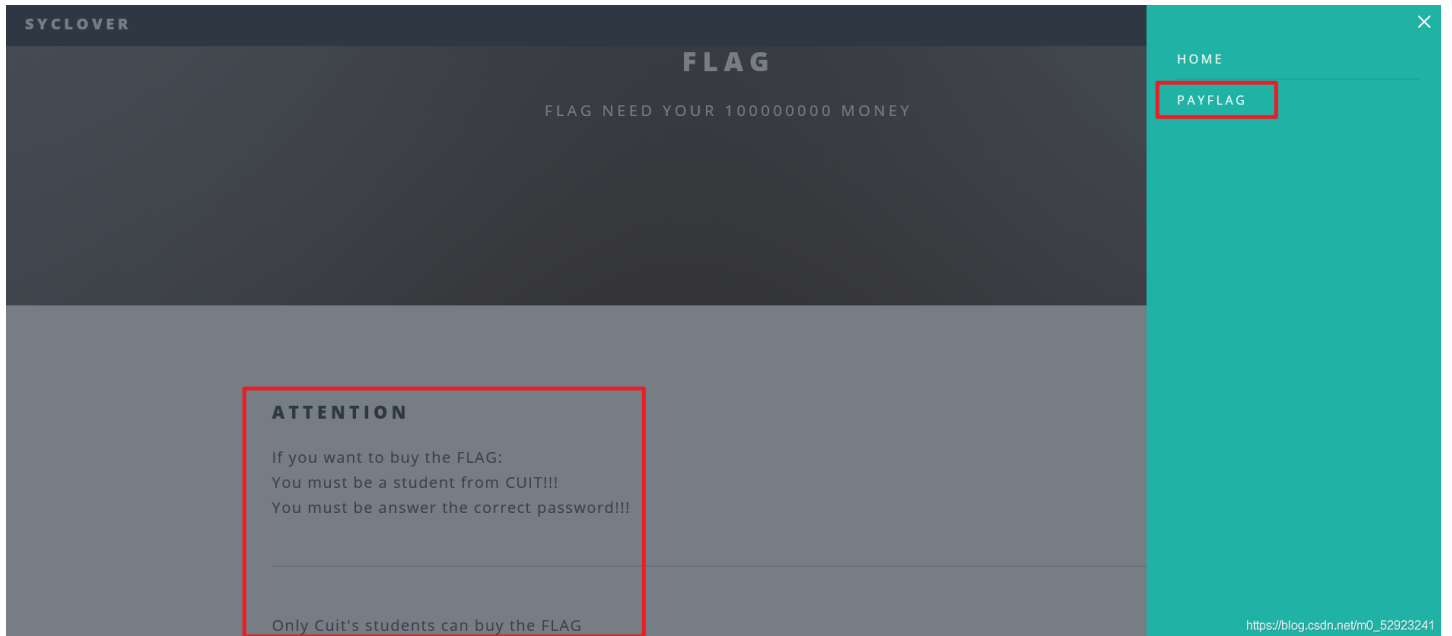 SYCLOVER
FLAG
FLAG NEED YOUR 100000000 MONEY
HOME
PAYFLAG
ATTENTION
If you want to buy the FLAG:
You must be a student from CUIT!!!
You must be answer the correct password!!!
Only Cuit's students can buy the FLAG
https://blog.csdn.net/m0_52923241